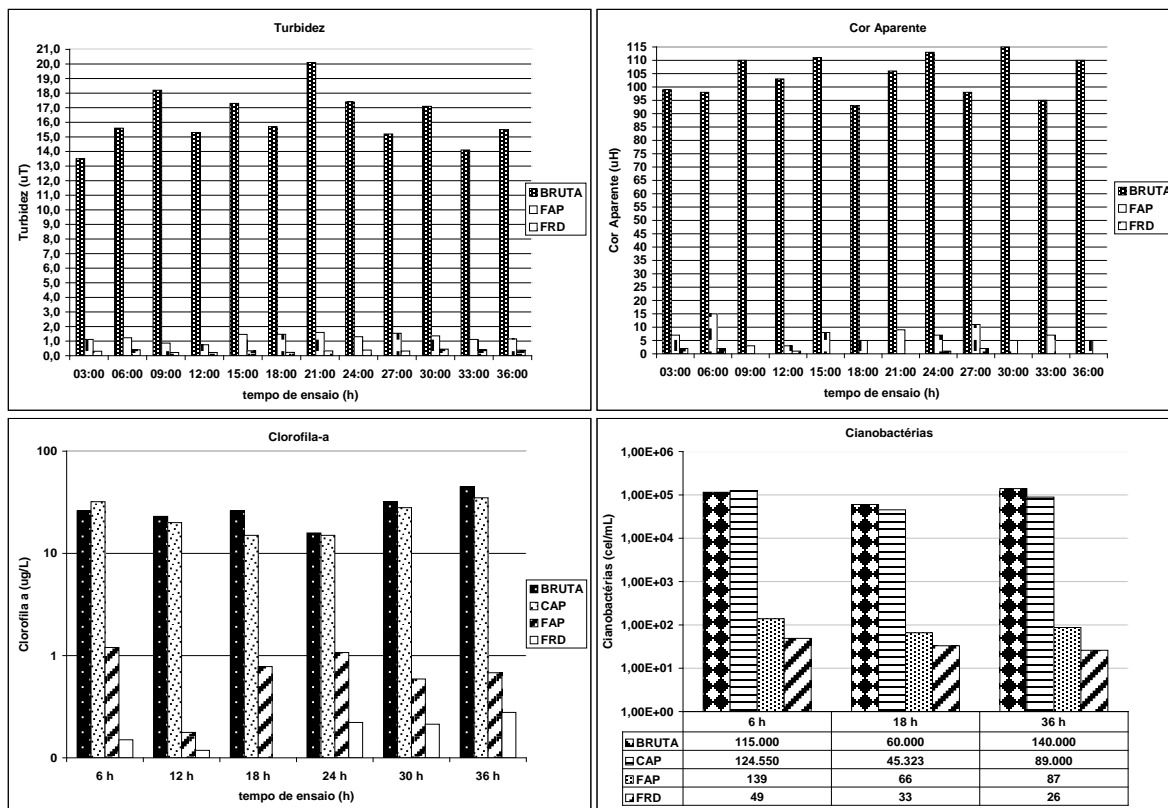 Turbidez
21,0
20,0
19,0
18,0
17,0
16,0
15,0
14,0
13,0
12,0
11,0
10,0
9,0
8,0
7,0
6,0
5,0
4,0
3,0
2,0
1,0
0,0
Turbidez (uT)
03:00 06:00 09:00 12:00 15:00 18:00 21:00 24:00 27:00 30:00 33:00 36:00
tempo de ensaio (h)
BRUTA
FAP
FRD
Cor Aparente
115
110
105
100
95
90
85
80
75
70
65
60
55
50
45
40
35
30
25
20
15
10
5
0
Cor Aparente (uH)
03:00 06:00 09:00 12:00 15:00 18:00 21:00 24:00 27:00 30:00 33:00 36:00
tempo de ensaio (h)
BRUTA
FAP
FRD
Clorofila-a
100
10
1
0
Clorofila a (ug/L)
6 h 12 h 18 h 24 h 30 h 36 h
tempo de ensaio (h)
BRUTA
CAP
FAP
FRD
Cianobactérias
1,00E+06
1,00E+05
1,00E+04
1,00E+03
1,00E+02
1,00E+01
1,00E+00
Cianobactérias (cel/mL)
6 h 18 h 36 h
BRUTA 115.000 60.000 140.000
CAP 124.550 45.323 89.000
FAP 139 66 87
FRD 49 33 26